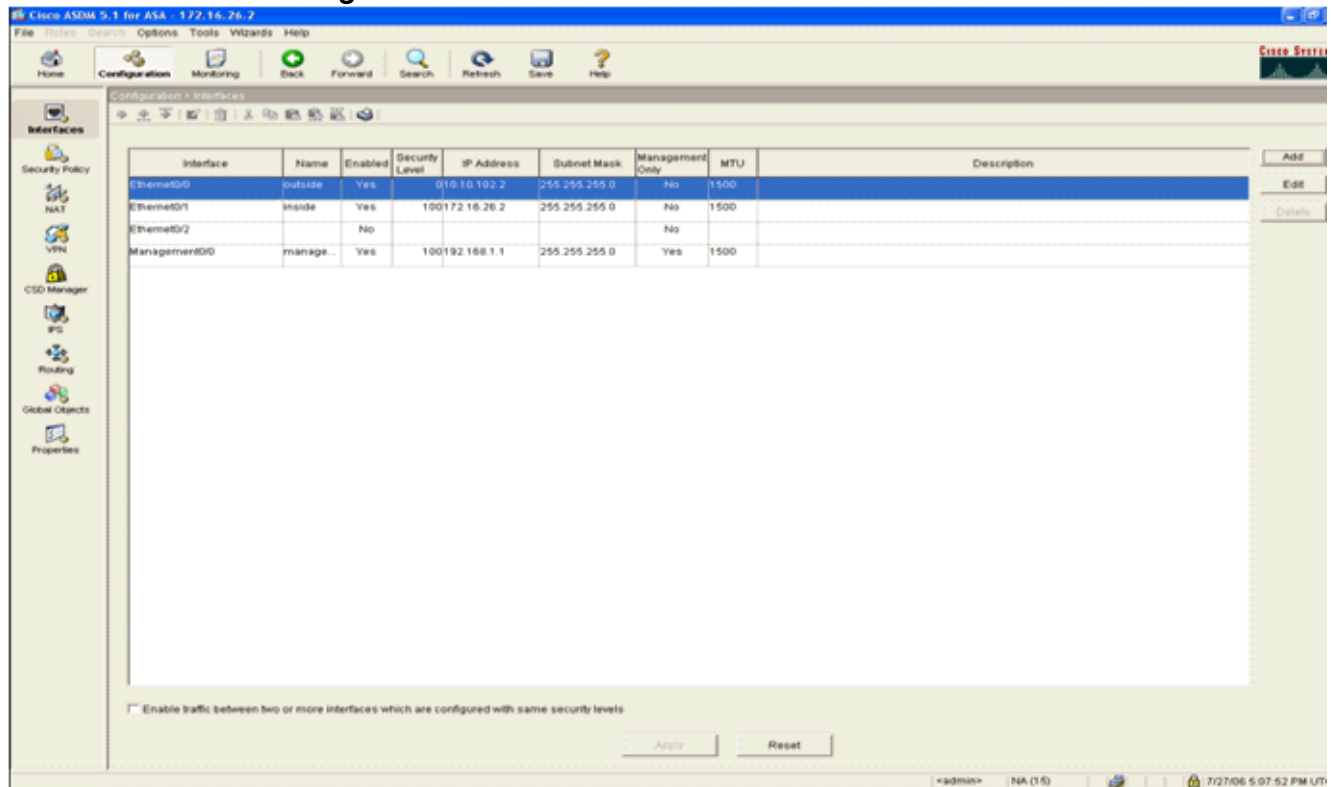 Cisco ASDM 5.1 for ASA - 172.16.26.2
File Rules Search Options Tools Wizards Help
Home Configuration Monitoring Back Forward Search Refresh Save Help
CISCO SYSTE
Configuration > Interfaces
Interfaces
Security Policy
NAT
VPN
CSD Manager
IPS
Routing
Global Objects
Properties
Interface Name Enabled Security Level IP Address Subnet Mask Management Only MTU Description
Ethernet0/0 outside Yes 0 10.10.102.2 255.255.255.0 No 1500
Ethernet0/1 inside Yes 100 172.16.26.2 255.255.255.0 No 1500
Ethernet0/2 No No
Management0/0 manage... Yes 100 192.168.1.1 255.255.255.0 Yes 1500
Add
Edit
Delete
Enable traffic between two or more interfaces which are configured with same security levels
Apply Reset
<admin> NA (15) 7/27/06 5:07:52 PM UT